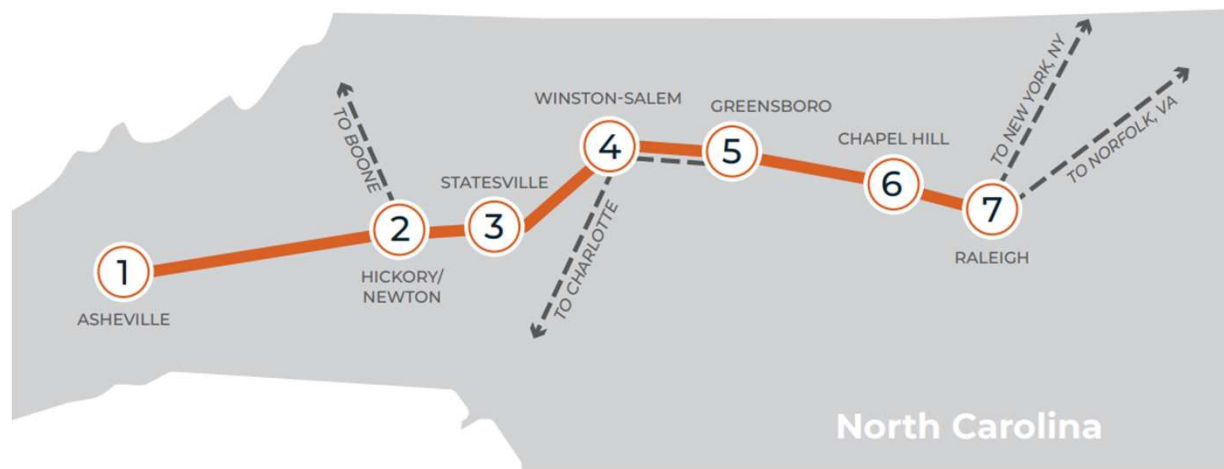 TO NEW YORK, NY
TO NORFOLK, VA
TO BOONE
WINSTON-SALEM
GREENSBORO
CHAPEL HILL
STATESVILLE
4
5
6
7
2
3
1
TO CHARLOTTE
RALEIGH
HICKORY/
NEWTON
ASHEVILLE
North Carolina